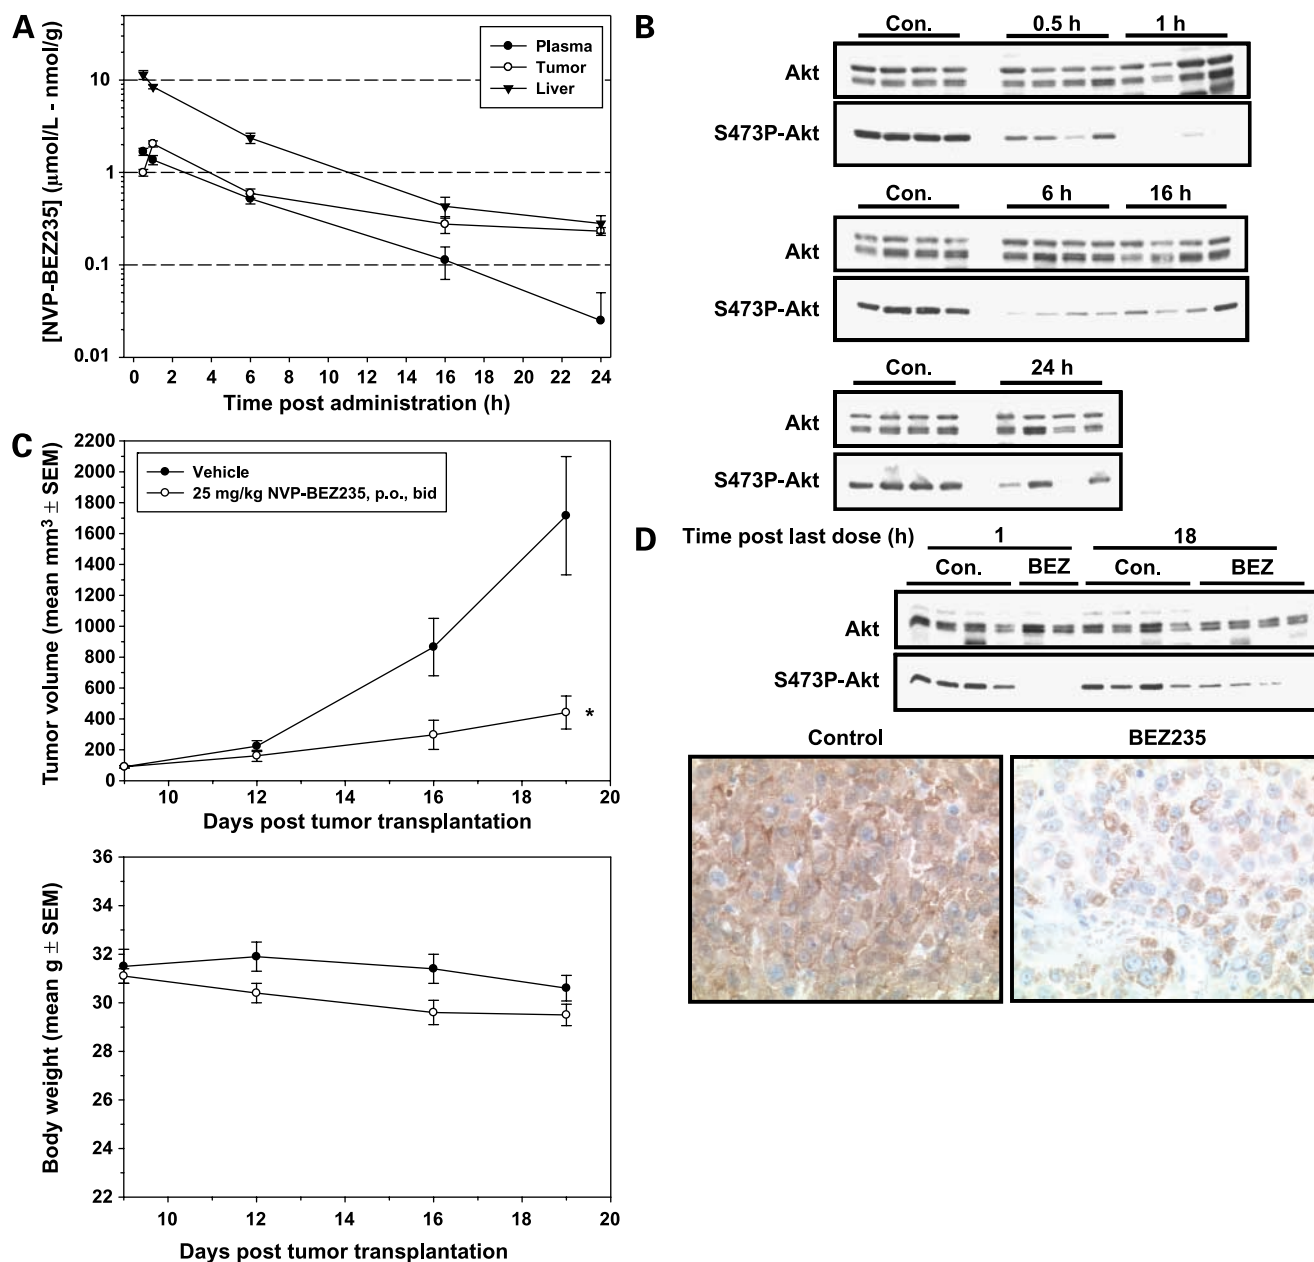 A
[NVP-BEZ235] (µmol/L - nmol/g)
10
1
0.1
0.01
Plasma
Tumor
Liver
0 2 4 6 8 10 12 14 16 18 20 22 24
Time post administration (h)
B
Con. 0.5 h 1 h
Akt
S473P-Akt
Con. 6 h 16 h
Akt
S473P-Akt
Con. 24 h
Akt
S473P-Akt
C
Tumor volume (mean mm³ ± SEM)
2200
2000
1800
1600
1400
1200
1000
800
600
400
200
0
Vehicle
25 mg/kg NVP-BEZ235, p.o., bid
*
10 12 14 16 18 20
Days post tumor transplantation
Body weight (mean g ± SEM)
36
34
32
30
28
26
24
22
10 12 14 16 18 20
Days post tumor transplantation
D
Time post last dose (h) 1 18
Con. BEZ Con. BEZ
Akt
S473P-Akt
Control BEZ235